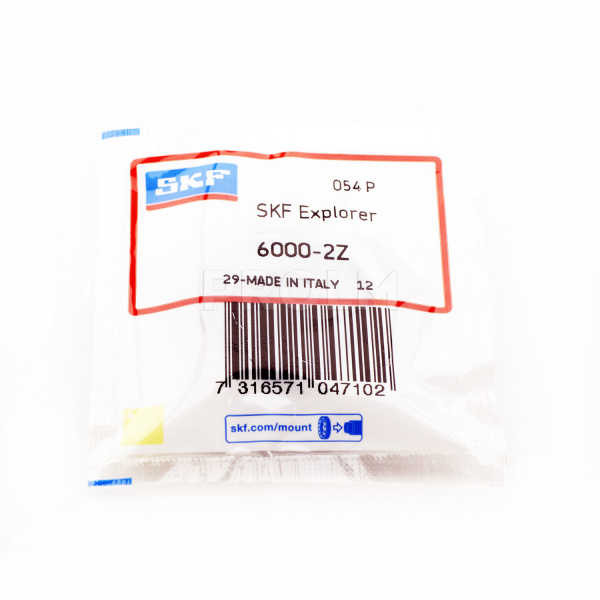 SKF
054 P
SKF Explorer
6000-2Z
29-MADE IN ITALY 12
7 316571 047102
skf.com/mount